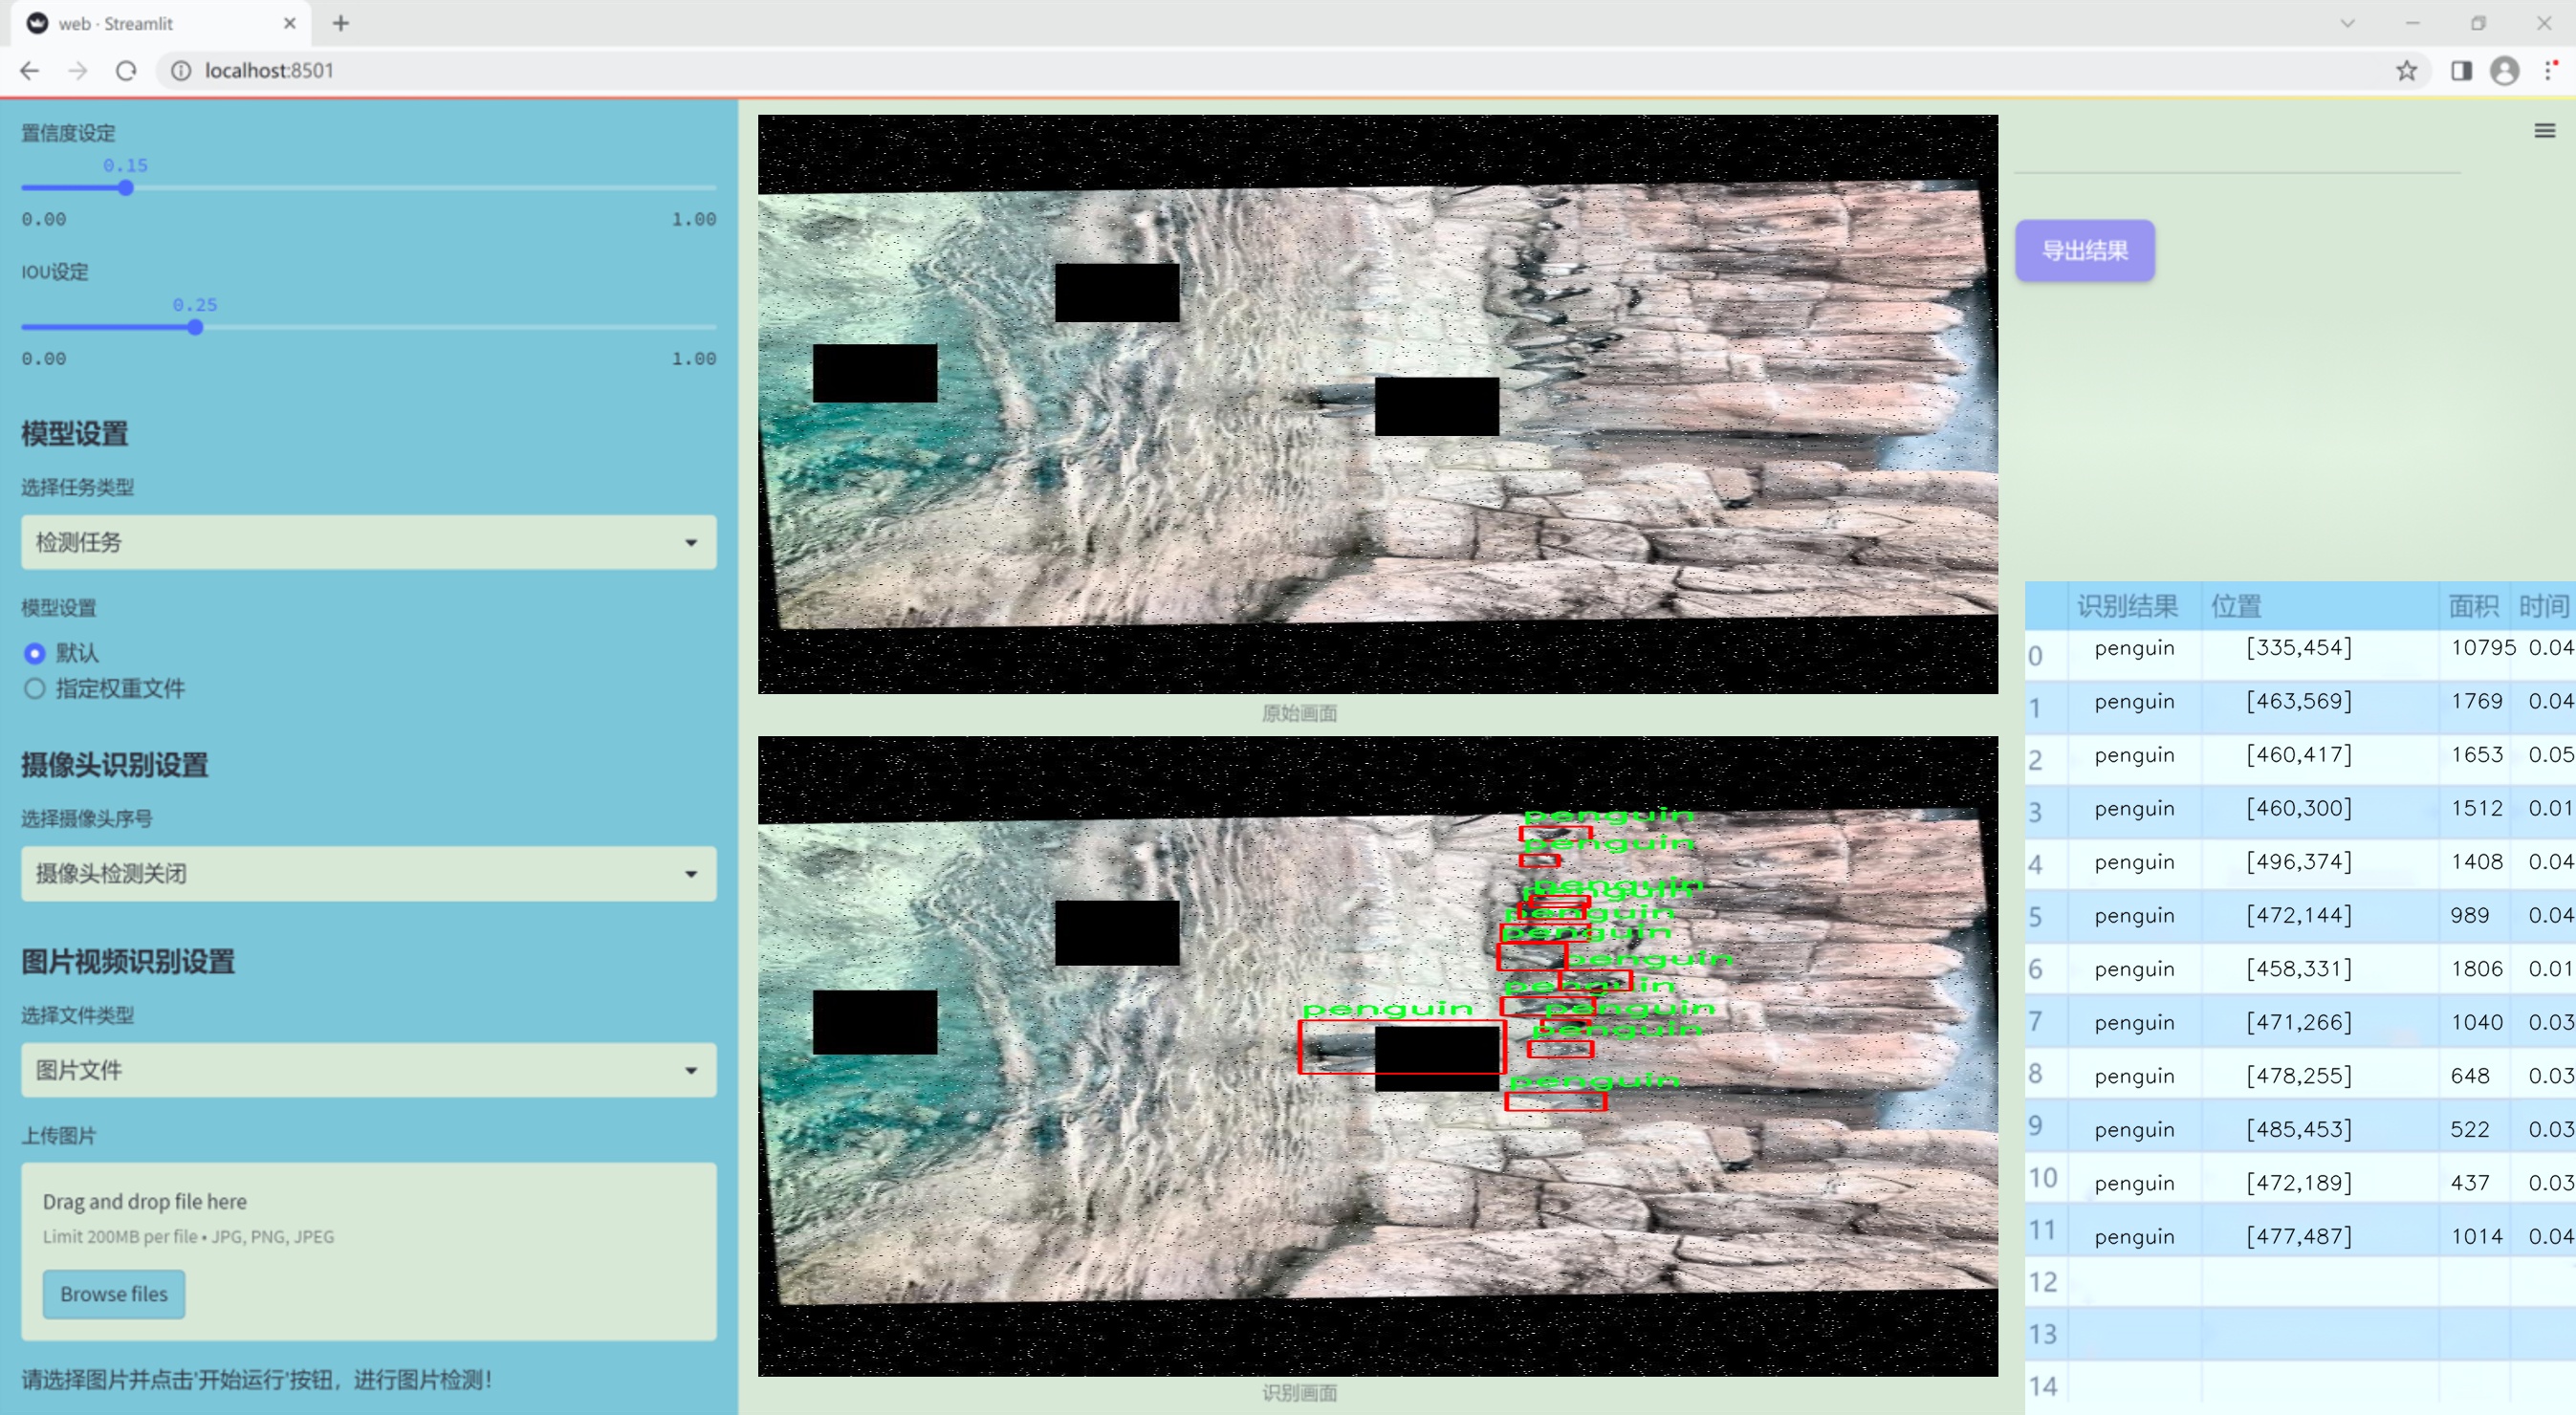 web · Streamlit
localhost:8501
置信度设定
0.15
0.00 1.00
IOU设定
0.25
0.00 1.00
模型设置
选择任务类型
检测任务
模型设置
默认
指定权重文件
摄像头识别设置
选择摄像头序号
摄像头检测关闭
图片视频识别设置
选择文件类型
图片文件
上传图片
Drag and drop file here
Limit 200MB per file • JPG, PNG, JPEG
Browse files
请选择图片并点击'开始运行'按钮，进行图片检测！
原始画面
penguin
penguin
penguin
penguin
penguin
penguin
penguin
penguin
penguin
penguin
penguin
penguin
识别画面
导出结果
识别结果 位置 面积 时间
0 penguin [335,454] 10795 0.04
1 penguin [463,569] 1769 0.04
2 penguin [460,417] 1653 0.05
3 penguin [460,300] 1512 0.01
4 penguin [496,374] 1408 0.04
5 penguin [472,144] 989 0.04
6 penguin [458,331] 1806 0.01
7 penguin [471,266] 1040 0.03
8 penguin [478,255] 648 0.03
9 penguin [485,453] 522 0.03
10 penguin [472,189] 437 0.03
11 penguin [477,487] 1014 0.04
12
13
14